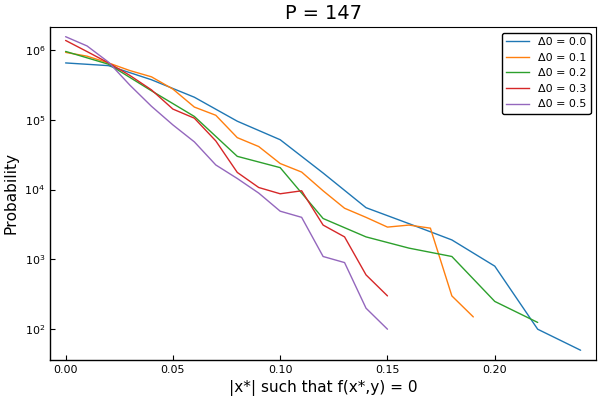 P = 147
Δ0 = 0.0
Δ0 = 0.1
Δ0 = 0.2
Δ0 = 0.3
Δ0 = 0.5
10⁶
10⁵
10⁴
10³
10²
Probability
0.00 0.05 0.10 0.15 0.20
|x*| such that f(x*,y) = 0